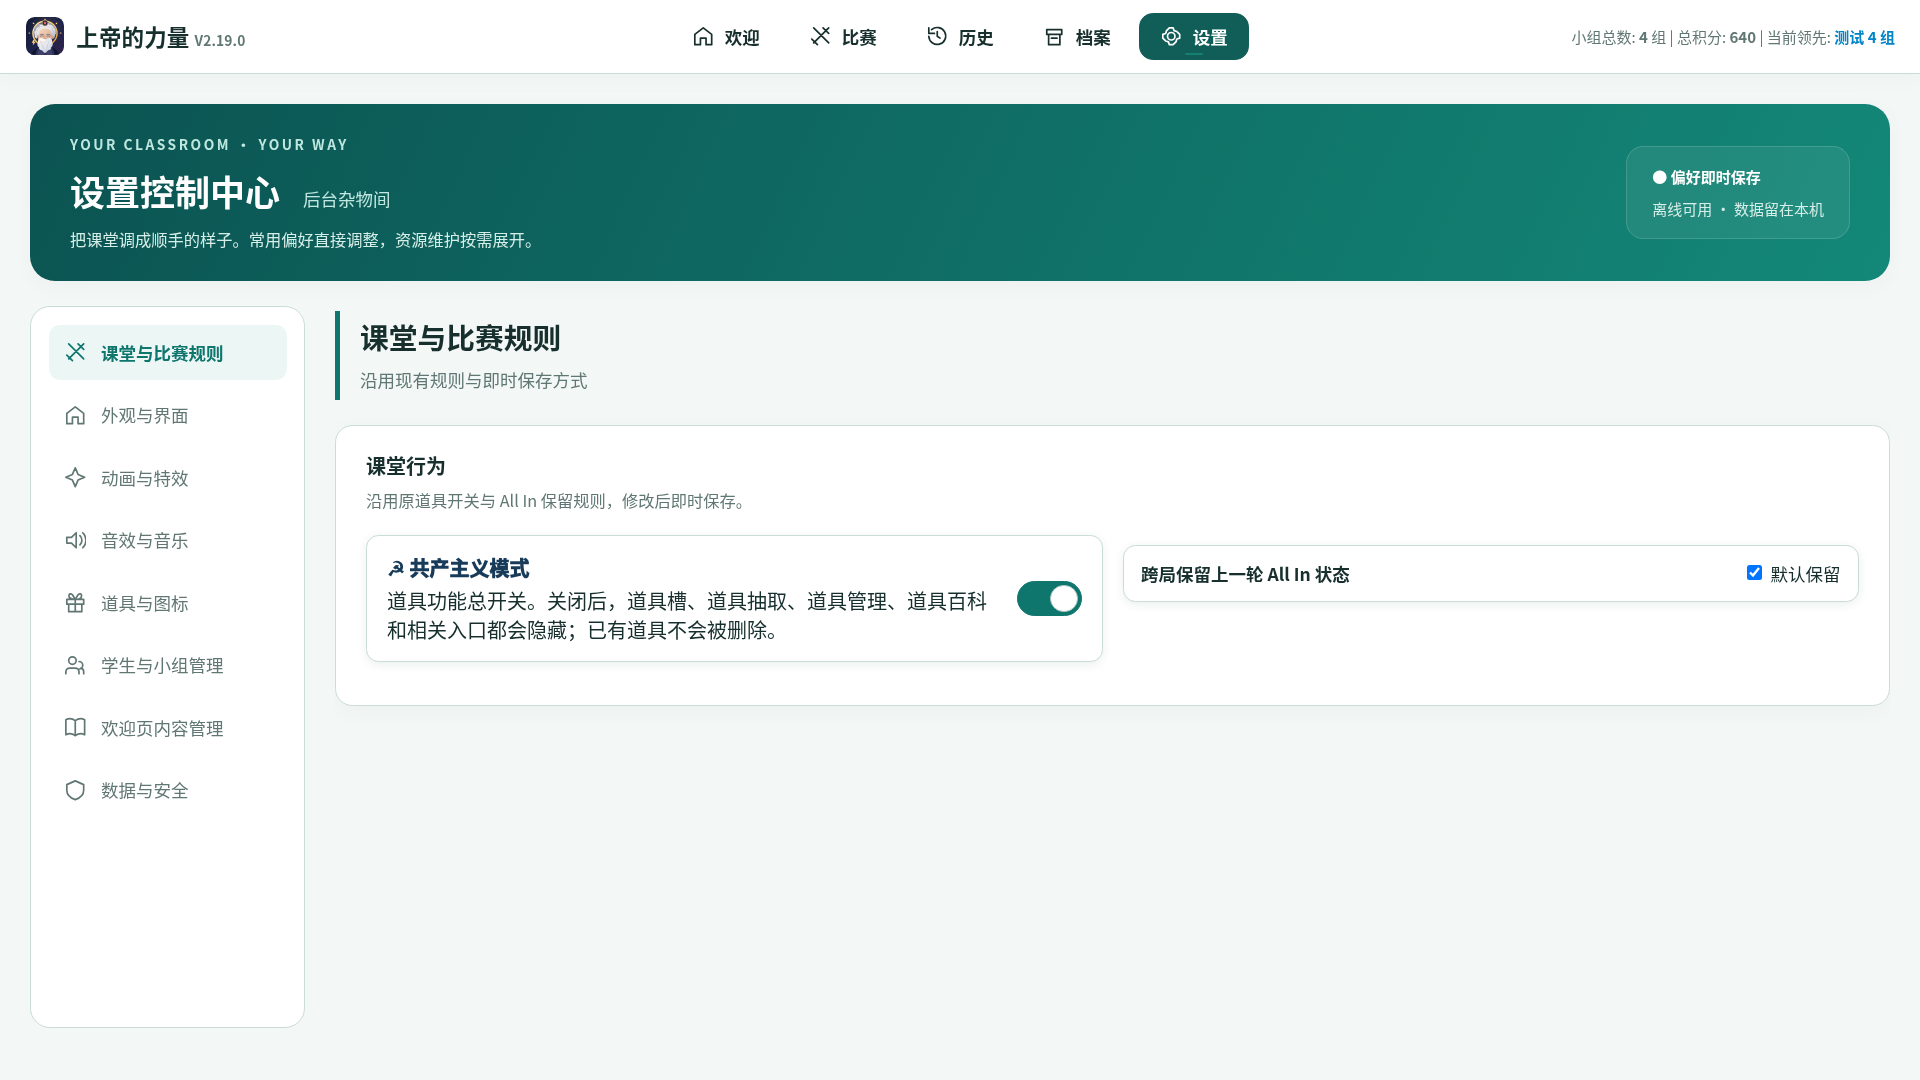 上帝的力量 V2.19.0
欢迎
比赛
历史
档案
设置
小组总数: 4 组 | 总积分: 640 | 当前领先: 测试 4 组
YOUR CLASSROOM · YOUR WAY
设置控制中心 后台杂物间
把课堂调成顺手的样子。常用偏好直接调整，资源维护按需展开。
● 偏好即时保存
离线可用 · 数据留在本机
课堂与比赛规则
外观与界面
动画与特效
音效与音乐
道具与图标
学生与小组管理
欢迎页内容管理
数据与安全
课堂与比赛规则
沿用现有规则与即时保存方式
课堂行为
沿用原道具开关与 All In 保留规则，修改后即时保存。
☭ 共产主义模式
道具功能总开关。关闭后，道具槽、道具抽取、道具管理、道具百科
和相关入口都会隐藏；已有道具不会被删除。
跨局保留上一轮 All In 状态
默认保留